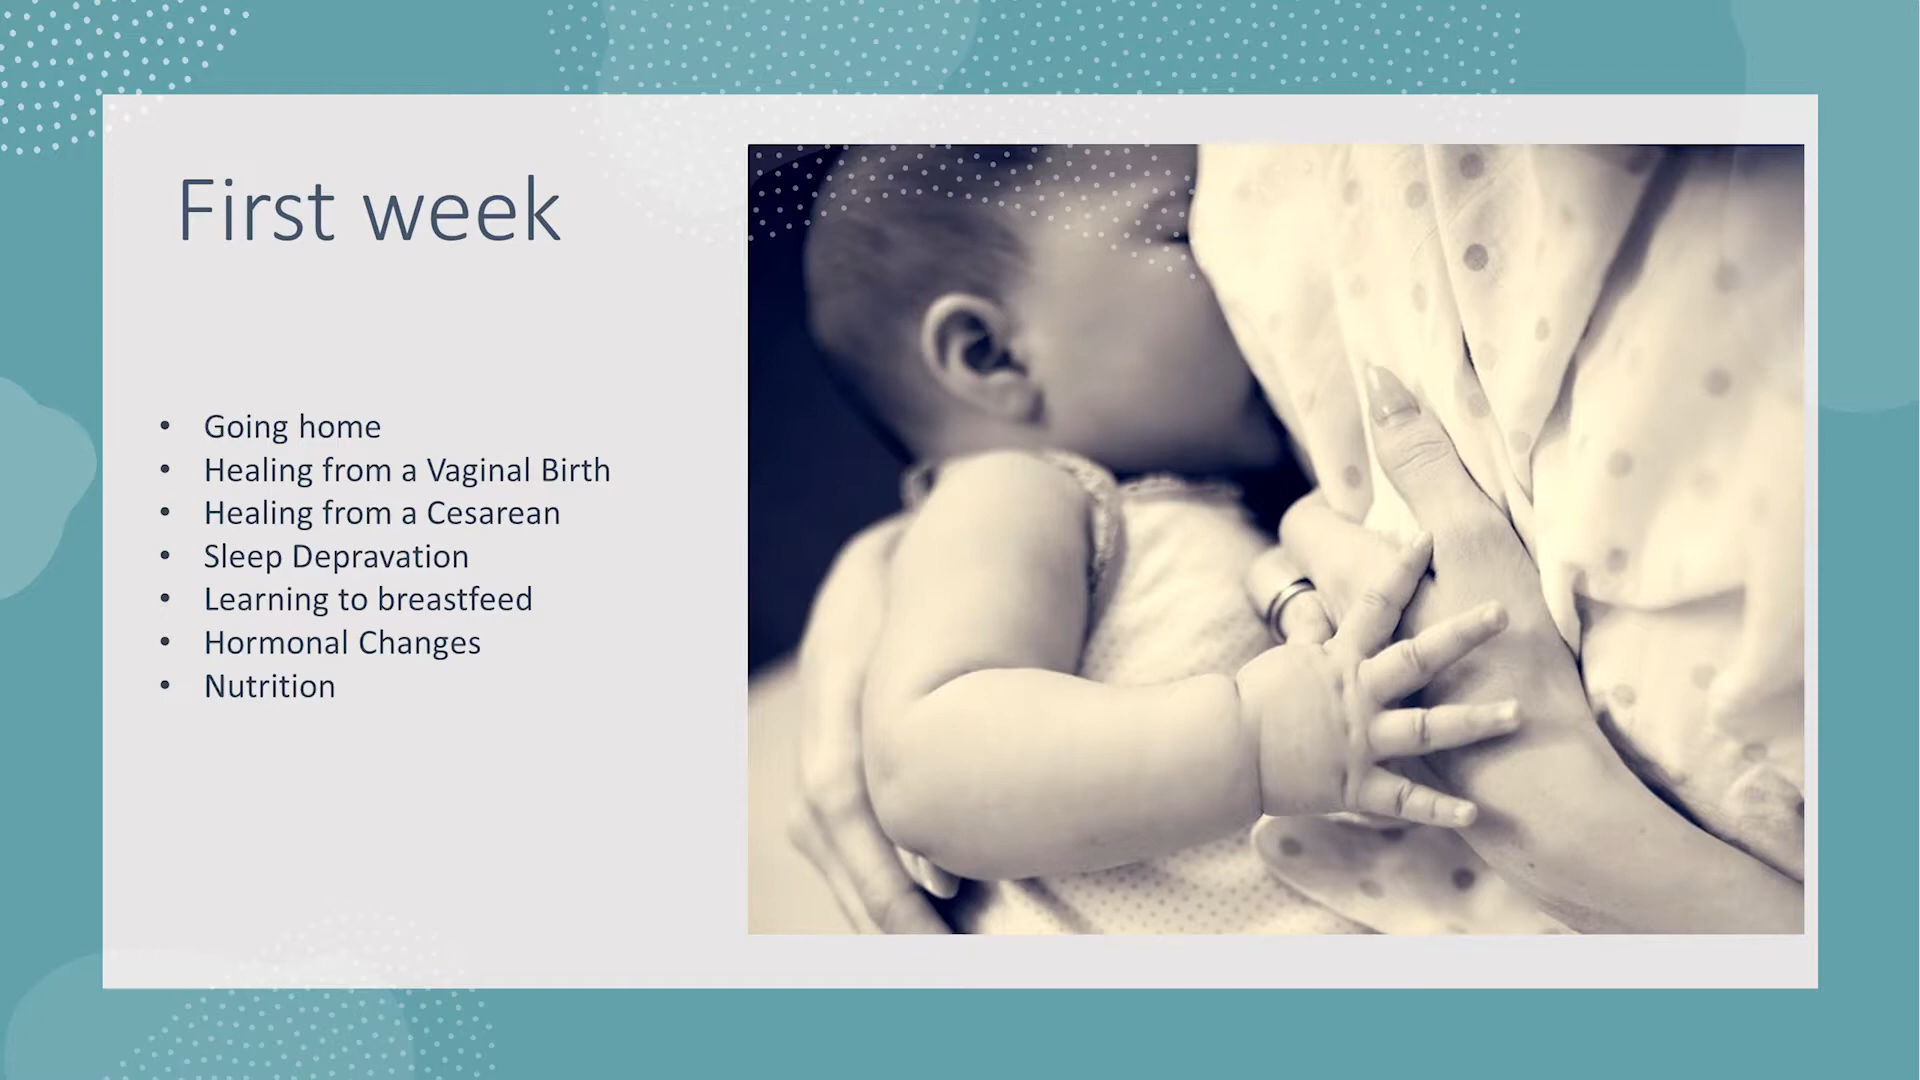 First week
• Going home
• Healing from a Vaginal Birth
• Healing from a Cesarean
• Sleep Depravation
• Learning to breastfeed
• Hormonal Changes
• Nutrition